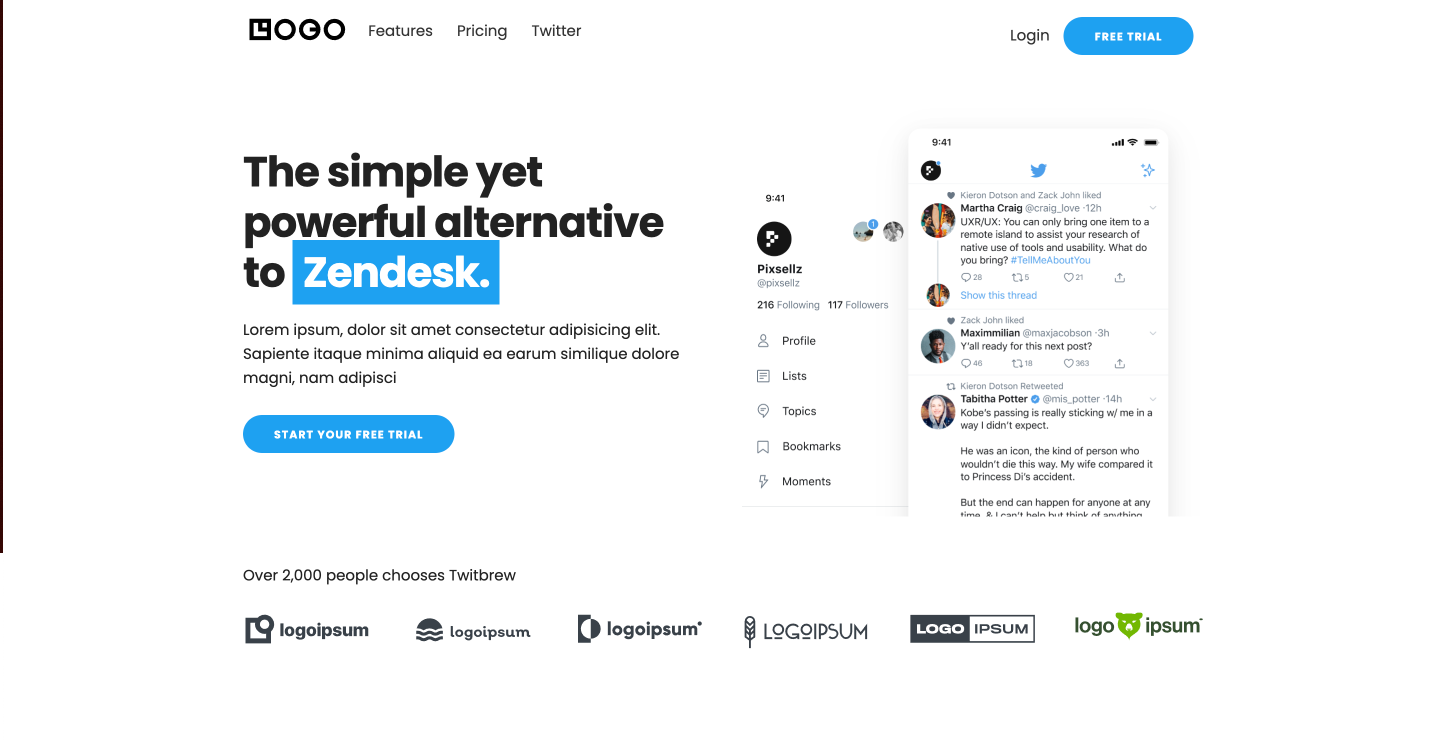 LOGO
Features Pricing Twitter
Login
FREE TRIAL
The simple yet
powerful alternative
to Zendesk.
Lorem ipsum, dolor sit amet consectetur adipisicing elit.
Sapiente itaque minima aliquid ea earum similique dolore
magni, nam adipisci
START YOUR FREE TRIAL
9:41
1
Pixsellz
@pixsellz
216 Following 117 Followers
Profile
Lists
Topics
Bookmarks
Moments
9:41
Kieron Dotson and Zack John liked
Martha Craig @craig_love ·12h
UXR/UX: You can only bring one item to a
remote island to assist your research of
native use of tools and usability. What do
you bring? #TellMeAboutYou
28 5 21
Show this thread
Zack John liked
Maximmilian @maxjacobson ·3h
Y'all ready for this next post?
46 18 363
Kieron Dotson Retweeted
Tabitha Potter @mis_potter ·14h
Kobe's passing is really sticking w/ me in a
way I didn't expect.
He was an icon, the kind of person who
wouldn't die this way. My wife compared it
to Princess Di's accident.
But the end can happen for anyone at any
time, & I can't help but think of anything
Over 2,000 people chooses Twitbrew
logoipsum
logoipsum
logoipsum
LOGOIPSUM
LOGO IPSUM
logo ipsum